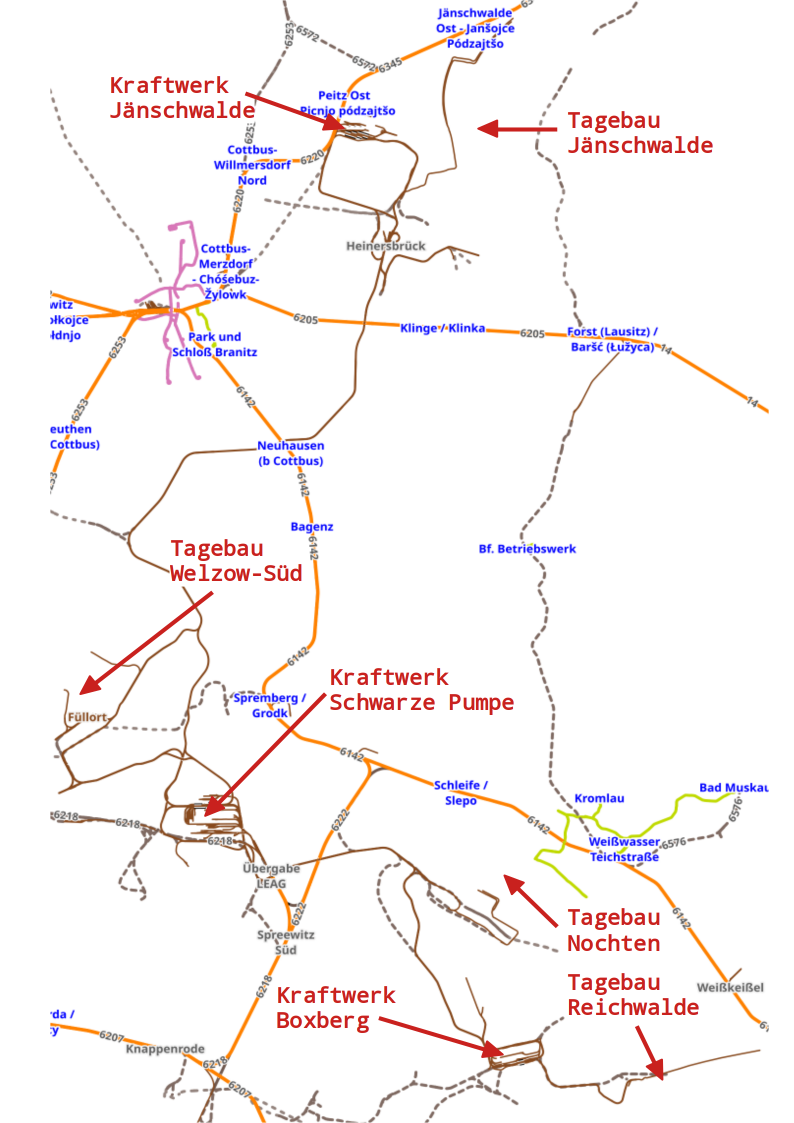 Jänschwalde
Ost - Janšojce
Pódzajtšo
6253
6572
6572
6345
Kraftwerk
Jänschwalde
Peitz Ost
Picnjo pódzajtšo
Tagebau
Jänschwalde
Cottbus-
Willmersdorf
Nord
6220
6220
Heinersbrück
Cottbus-
Merzdorf
- Chóśebuz-
Žylowk
witz
ołkojce
ołdnjo
6205
Klinge / Klinka
6205
Forst (Lausitz) /
Baršć (Łužyca)
14
14
Park und
Schloß Branitz
6253
6253
6142
euthen
Cottbus)
Neuhausen
(b Cottbus)
6142
Bagenz
6142
Bf. Betriebswerk
Tagebau
Welzow-Süd
6142
Kraftwerk
Schwarze Pumpe
Spremberg /
Grodk
Füllort
6142
Schleife /
Slepo
Kromlau
Bad Muskau
6576
6218
6218
6218
6222
6142
Weißwasser
Teichstraße
6576
Übergabe
LEAG
6222
Spreewitz
Süd
Tagebau
Nochten
6142
6218
Kraftwerk
Boxberg
Tagebau
Reichwalde
Weißkeißel
rda /
6207
Knappenrode
6218
6207